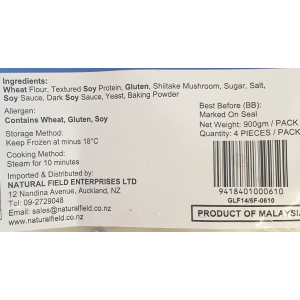 Ingredients:
Wheat Flour, Textured Soy Protein, Gluten, Shiitake Mushroom, Sugar, Salt,
Soy Sauce, Dark Soy Sauce, Yeast, Baking Powder
Allergen:
Contains Wheat, Gluten, Soy
Storage Method:
Keep Frozen at minus 18°C
Cooking Method:
Steam for 10 minutes
Imported & Distributed by:
NATURAL FIELD ENTERPRISES LTD
12 Nandina Avenue, Auckland, NZ
Tel: 09-2729048
Email: sales@naturalfield.co.nz
www.naturalfield.co.nz
Best Before (BB):
Marked On Seal
Net Weight: 900gm / PACK
Quantity: 4 PIECES / PACK
9418401000610
GLF14/6F-0610
PRODUCT OF MALAYSIA